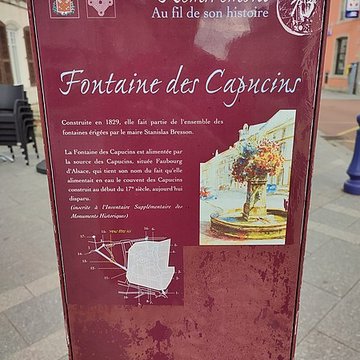 Au fil de son histoire
Fontaine des Capucins
Construite en 1829, elle fait partie de l'ensemble des
fontaines érigées par le maire Stanislas Bresson.
La Fontaine des Capucins est alimentée par
la source des Capucins, située Faubourg
d'Alsace, qui tient son nom du fait qu'elle
alimentait en eau le couvent des Capucins
construit au début du 17e siècle, aujourd'hui
disparu.
(inscrite à l'Inventaire Supplémentaire des
Monuments Historiques)